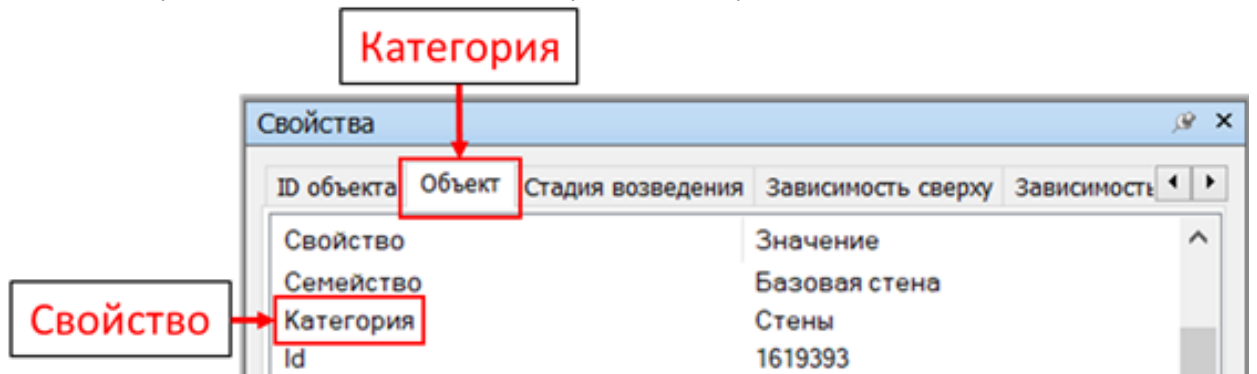 Категория
Свойства
ID объекта Объект Стадия возведения Зависимость сверху Зависимость
Свойство Значение
Семейство Базовая стена
Свойство Категория Стены
Id 1619393